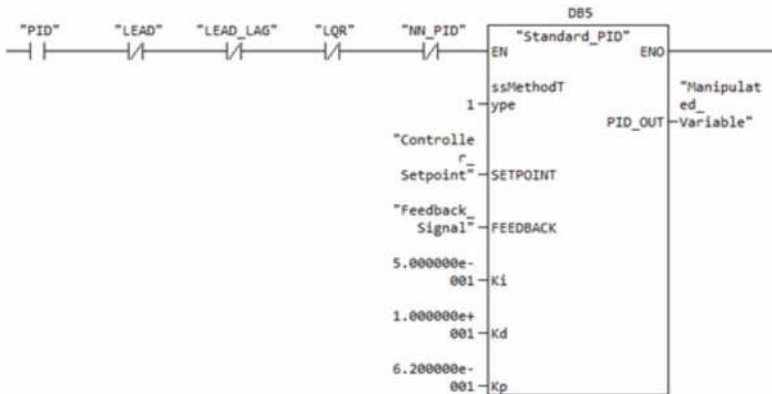 DB5
"PID" "LEAD" "LEAD_LAG" "LQR" "NN_PID" "Standard_PID"
EN ENO
ssMethodT "Manipulat
1 ype ed_
PID_OUT Variable"
"Controlle
r_
Setpoint" SETPOINT
"Feedback_
Signal" FEEDBACK
5.000000e-
001 Ki
1.000000e+
001 Kd
6.200000e-
001 Kp